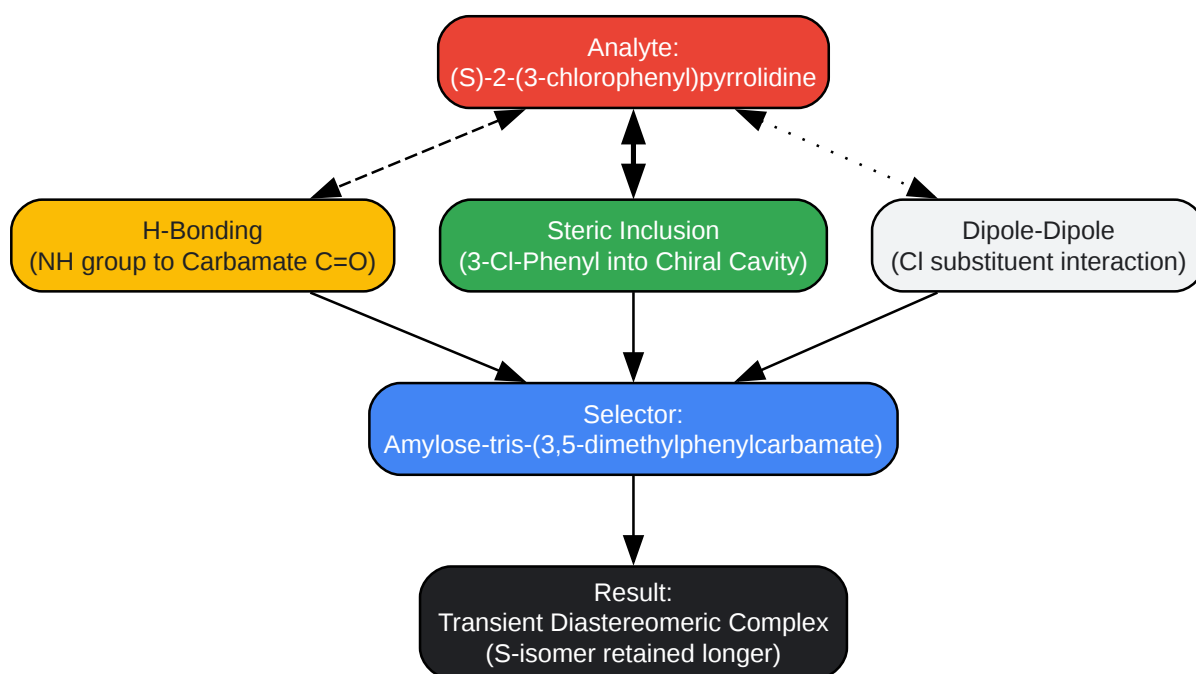 Analyte:
(S)-2-(3-chlorophenyl)pyrrolidine
H-Bonding
(NH group to Carbamate C=O)
Steric Inclusion
(3-Cl-Phenyl into Chiral Cavity)
Dipole-Dipole
(Cl substituent interaction)
Selector:
Amylose-tris-(3,5-dimethylphenylcarbamate)
Result:
Transient Diastereomeric Complex
(S-isomer retained longer)